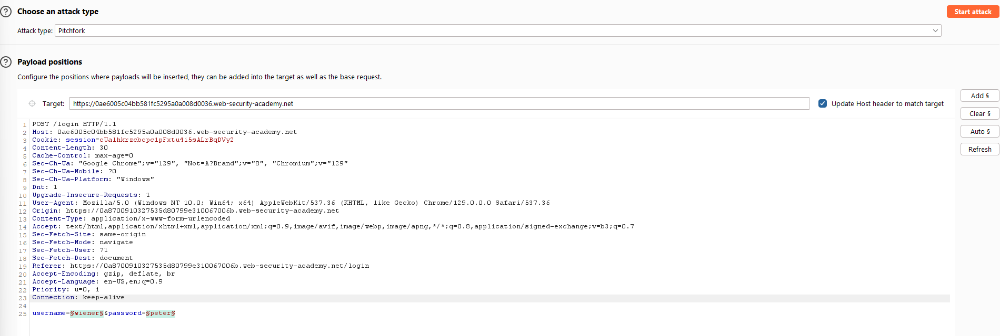 ? Choose an attack type
Start attack
Attack type: Pitchfork
? Payload positions
Configure the positions where payloads will be inserted, they can be added into the target as well as the base request.
Target: https://0ae6005c04bb581fc5295a0a008d0036.web-security-academy.net
Update Host header to match target
Add §
Clear §
Auto §
Refresh
1 POST /login HTTP/1.1
2 Host: 0ae6005c04bb581fc5295a0a008d0036.web-security-academy.net
3 Cookie: session=cUalhkrzcbcpc1pFxtu4i5sALrBqDVy2
4 Content-Length: 30
5 Cache-Control: max-age=0
6 Sec-Ch-Ua: "Google Chrome";v="129", "Not=A?Brand";v="8", "Chromium";v="129"
7 Sec-Ch-Ua-Mobile: ?0
8 Sec-Ch-Ua-Platform: "Windows"
9 Dnt: 1
10 Upgrade-Insecure-Requests: 1
11 User-Agent: Mozilla/5.0 (Windows NT 10.0; Win64; x64) AppleWebKit/537.36 (KHTML, like Gecko) Chrome/129.0.0.0 Safari/537.36
12 Origin: https://0a8700910327535d80799e310067006b.web-security-academy.net
13 Content-Type: application/x-www-form-urlencoded
14 Accept: text/html,application/xhtml+xml,application/xml;q=0.9,image/avif,image/webp,image/apng,*/*;q=0.8,application/signed-exchange;v=b3;q=0.7
15 Sec-Fetch-Site: same-origin
16 Sec-Fetch-Mode: navigate
17 Sec-Fetch-User: ?1
18 Sec-Fetch-Dest: document
19 Referer: https://0a8700910327535d80799e310067006b.web-security-academy.net/login
20 Accept-Encoding: gzip, deflate, br
21 Accept-Language: en-US,en;q=0.9
22 Priority: u=0, i
23 Connection: keep-alive
24
25 username=§wiener§&password=§peter§